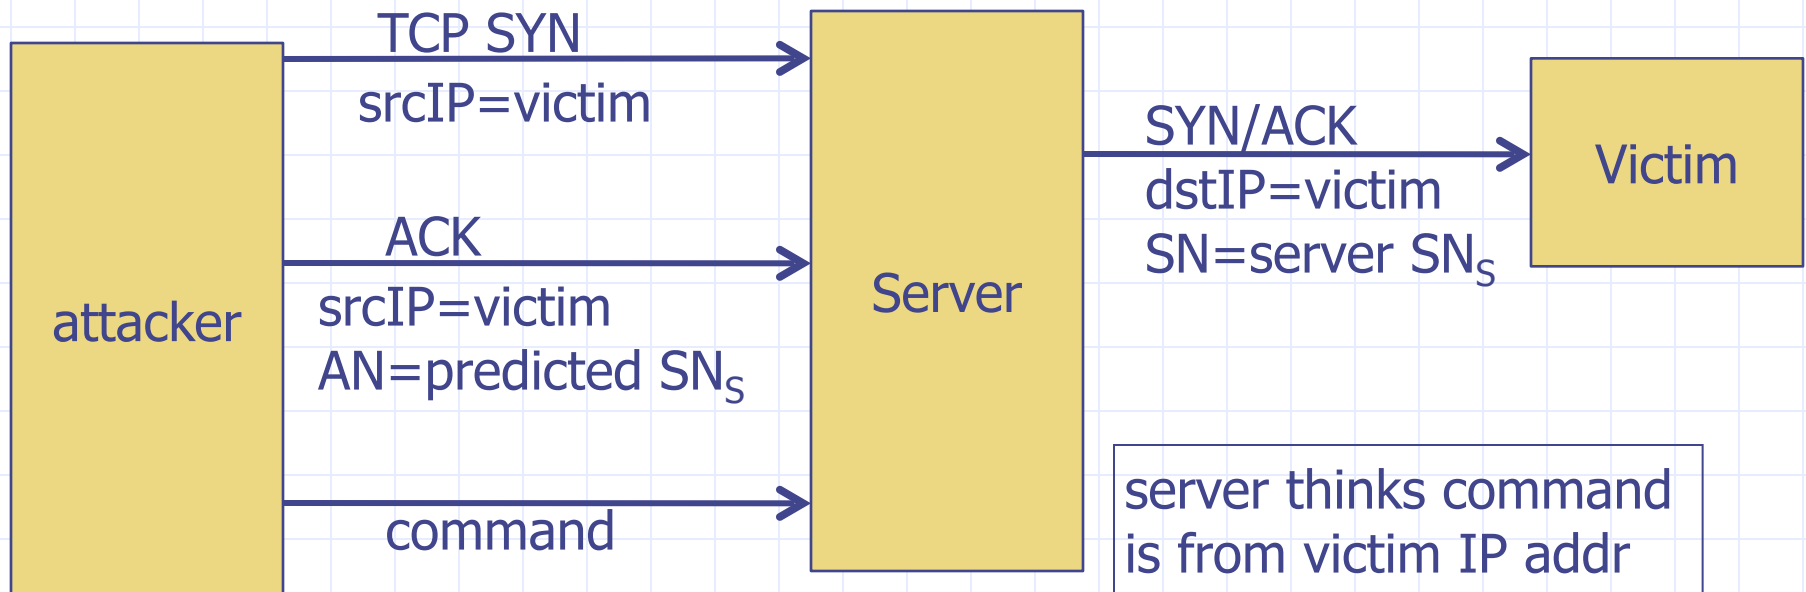 TCP SYN
srcIP=victim
SYN/ACK
dstIP=victim
SN=server SNS
Victim
attacker
ACK
srcIP=victim
AN=predicted SNS
Server
command
server thinks command
is from victim IP addr